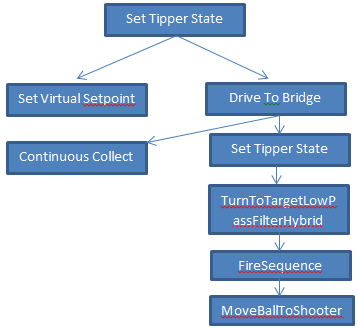 Set Tipper State
Set Virtual Setpoint
Drive To Bridge
Continuous Collect
Set Tipper State
TurnToTargetLowP
assFilterHybrid
FireSequence
MoveBallToShooter